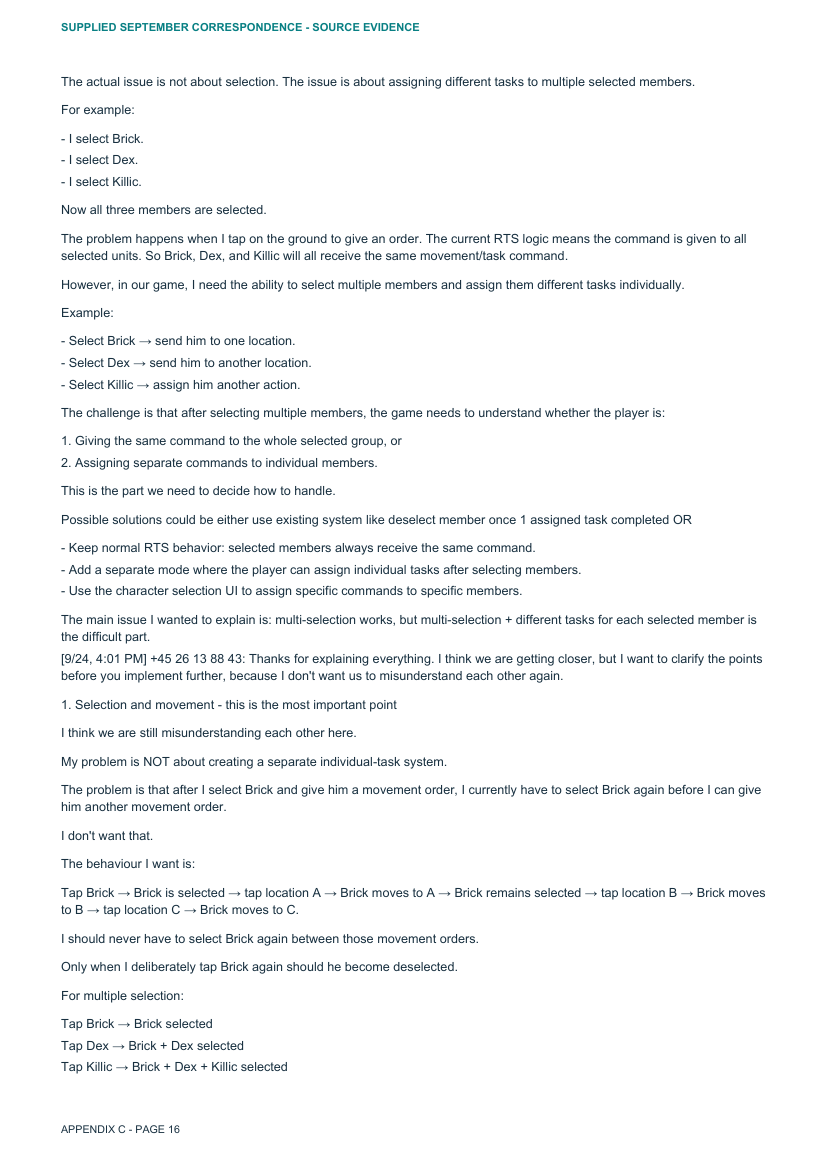 SUPPLIED SEPTEMBER CORRESPONDENCE - SOURCE EVIDENCE
The actual issue is not about selection. The issue is about assigning different tasks to multiple selected members.
For example:
- I select Brick.
- I select Dex.
- I select Killic.
Now all three members are selected.
The problem happens when I tap on the ground to give an order. The current RTS logic means the command is given to all
selected units. So Brick, Dex, and Killic will all receive the same movement/task command.
However, in our game, I need the ability to select multiple members and assign them different tasks individually.
Example:
- Select Brick → send him to one location.
- Select Dex → send him to another location.
- Select Killic → assign him another action.
The challenge is that after selecting multiple members, the game needs to understand whether the player is:
1. Giving the same command to the whole selected group, or
2. Assigning separate commands to individual members.
This is the part we need to decide how to handle.
Possible solutions could be either use existing system like deselect member once 1 assigned task completed OR
- Keep normal RTS behavior: selected members always receive the same command.
- Add a separate mode where the player can assign individual tasks after selecting members.
- Use the character selection UI to assign specific commands to specific members.
The main issue I wanted to explain is: multi-selection works, but multi-selection + different tasks for each selected member is
the difficult part.
[9/24, 4:01 PM] +45 26 13 88 43: Thanks for explaining everything. I think we are getting closer, but I want to clarify the points
before you implement further, because I don't want us to misunderstand each other again.
1. Selection and movement - this is the most important point
I think we are still misunderstanding each other here.
My problem is NOT about creating a separate individual-task system.
The problem is that after I select Brick and give him a movement order, I currently have to select Brick again before I can give
him another movement order.
I don't want that.
The behaviour I want is:
Tap Brick → Brick is selected → tap location A → Brick moves to A → Brick remains selected → tap location B → Brick moves
to B → tap location C → Brick moves to C.
I should never have to select Brick again between those movement orders.
Only when I deliberately tap Brick again should he become deselected.
For multiple selection:
Tap Brick → Brick selected
Tap Dex → Brick + Dex selected
Tap Killic → Brick + Dex + Killic selected
APPENDIX C - PAGE 16